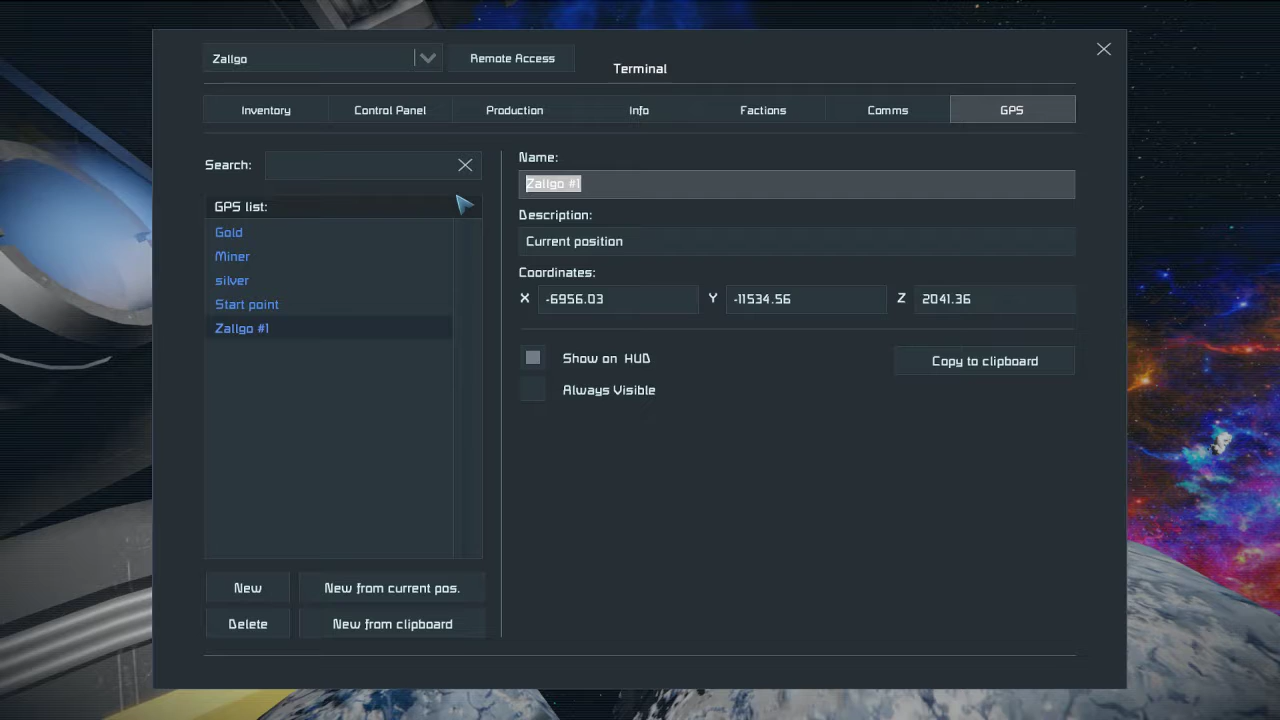 Zallgo
Remote Access
Terminal
Inventory
Control Panel
Production
Info
Factions
Comms
GPS
Search:
GPS list:
Gold
Miner
silver
Start point
Zallgo #1
New
New from current pos.
Delete
New from clipboard
Name:
Zallgo #1
Description:
Current position
Coordinates:
X -6956.03 Y -11534.56 Z 2041.36
Show on HUD
Copy to clipboard
Always Visible